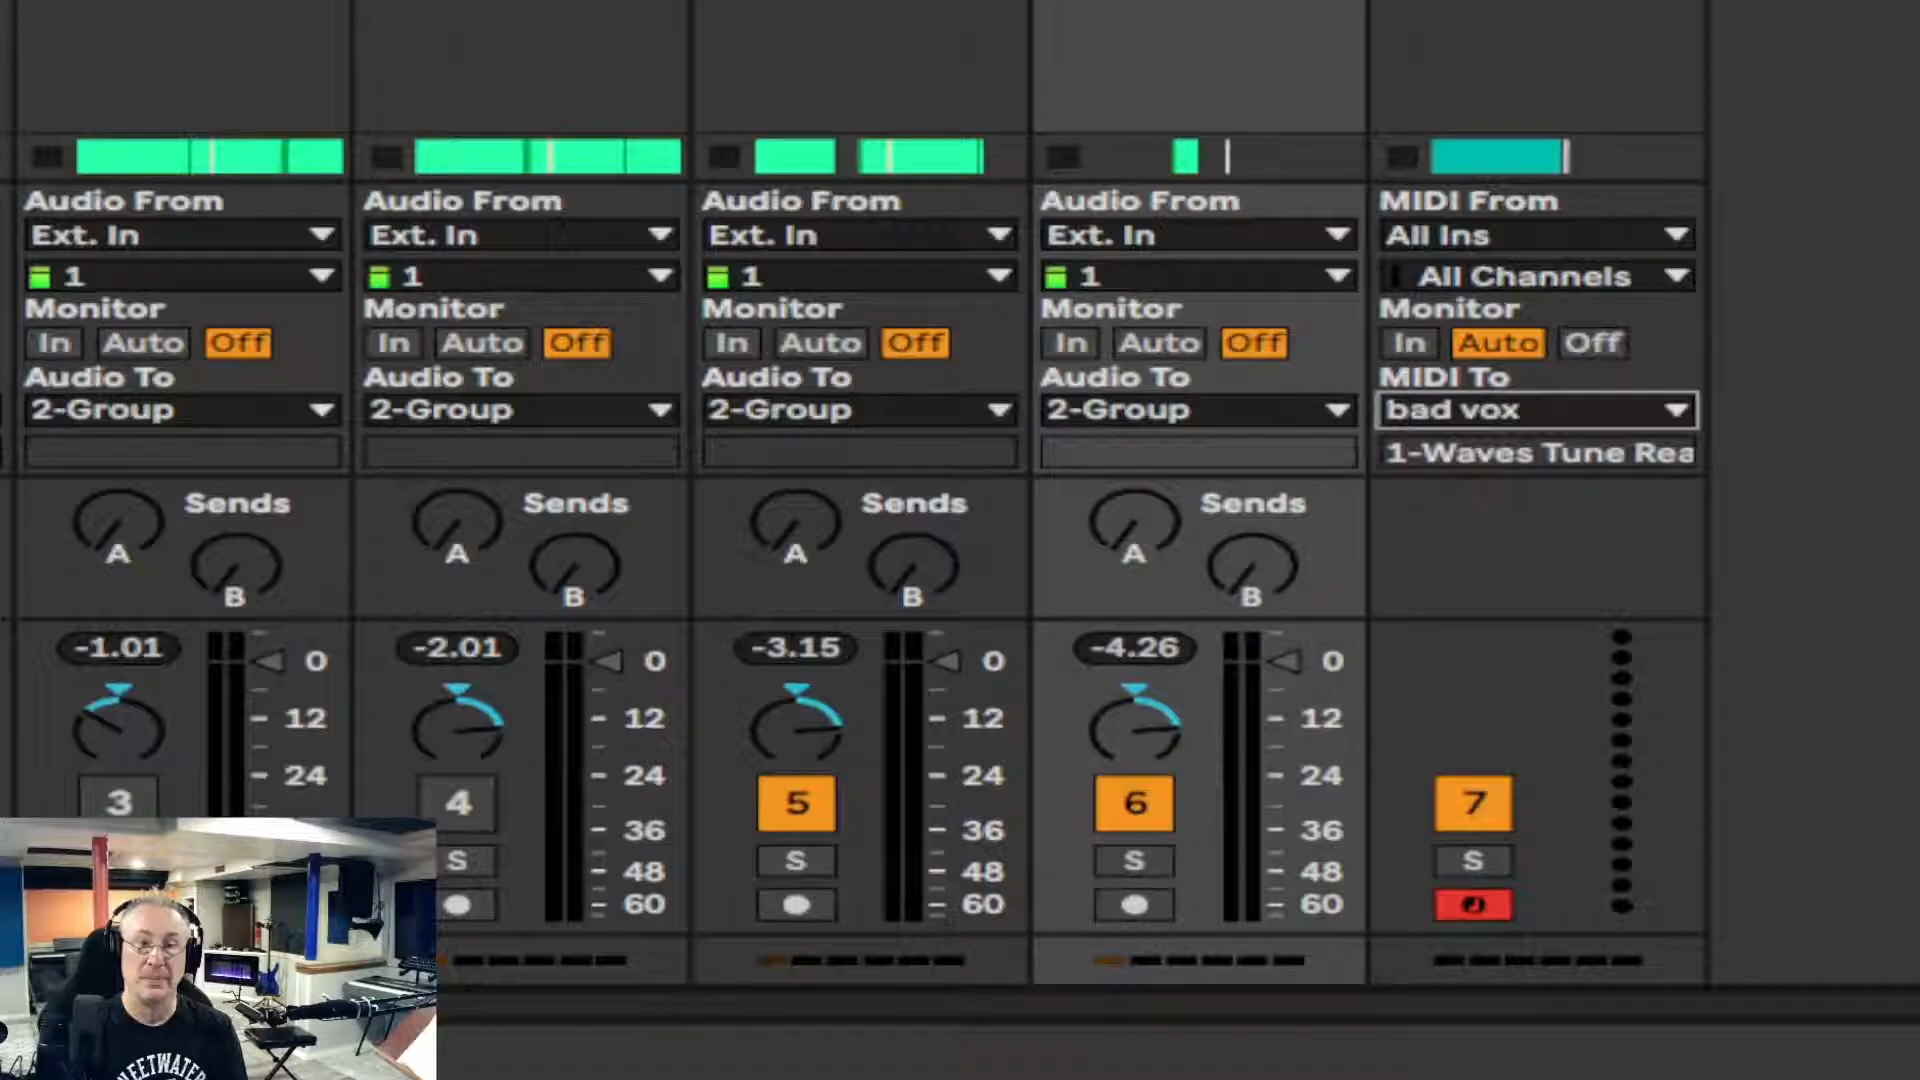 Audio From
Ext. In
1
Monitor
In Auto Off
Audio To
2-Group
Sends
A
B
-1.01
0
12
24
3
Audio From
Ext. In
1
Monitor
In Auto Off
Audio To
2-Group
Sends
A
B
-2.01
0
12
24
36
48
60
4
S
Audio From
Ext. In
1
Monitor
In Auto Off
Audio To
2-Group
Sends
A
B
-3.15
0
12
24
36
48
60
5
S
Audio From
Ext. In
1
Monitor
In Auto Off
Audio To
2-Group
Sends
A
B
-4.26
0
12
24
36
48
60
6
S
MIDI From
All Ins
All Channels
Monitor
In Auto Off
MIDI To
bad vox
1-Waves Tune Rea
7
S